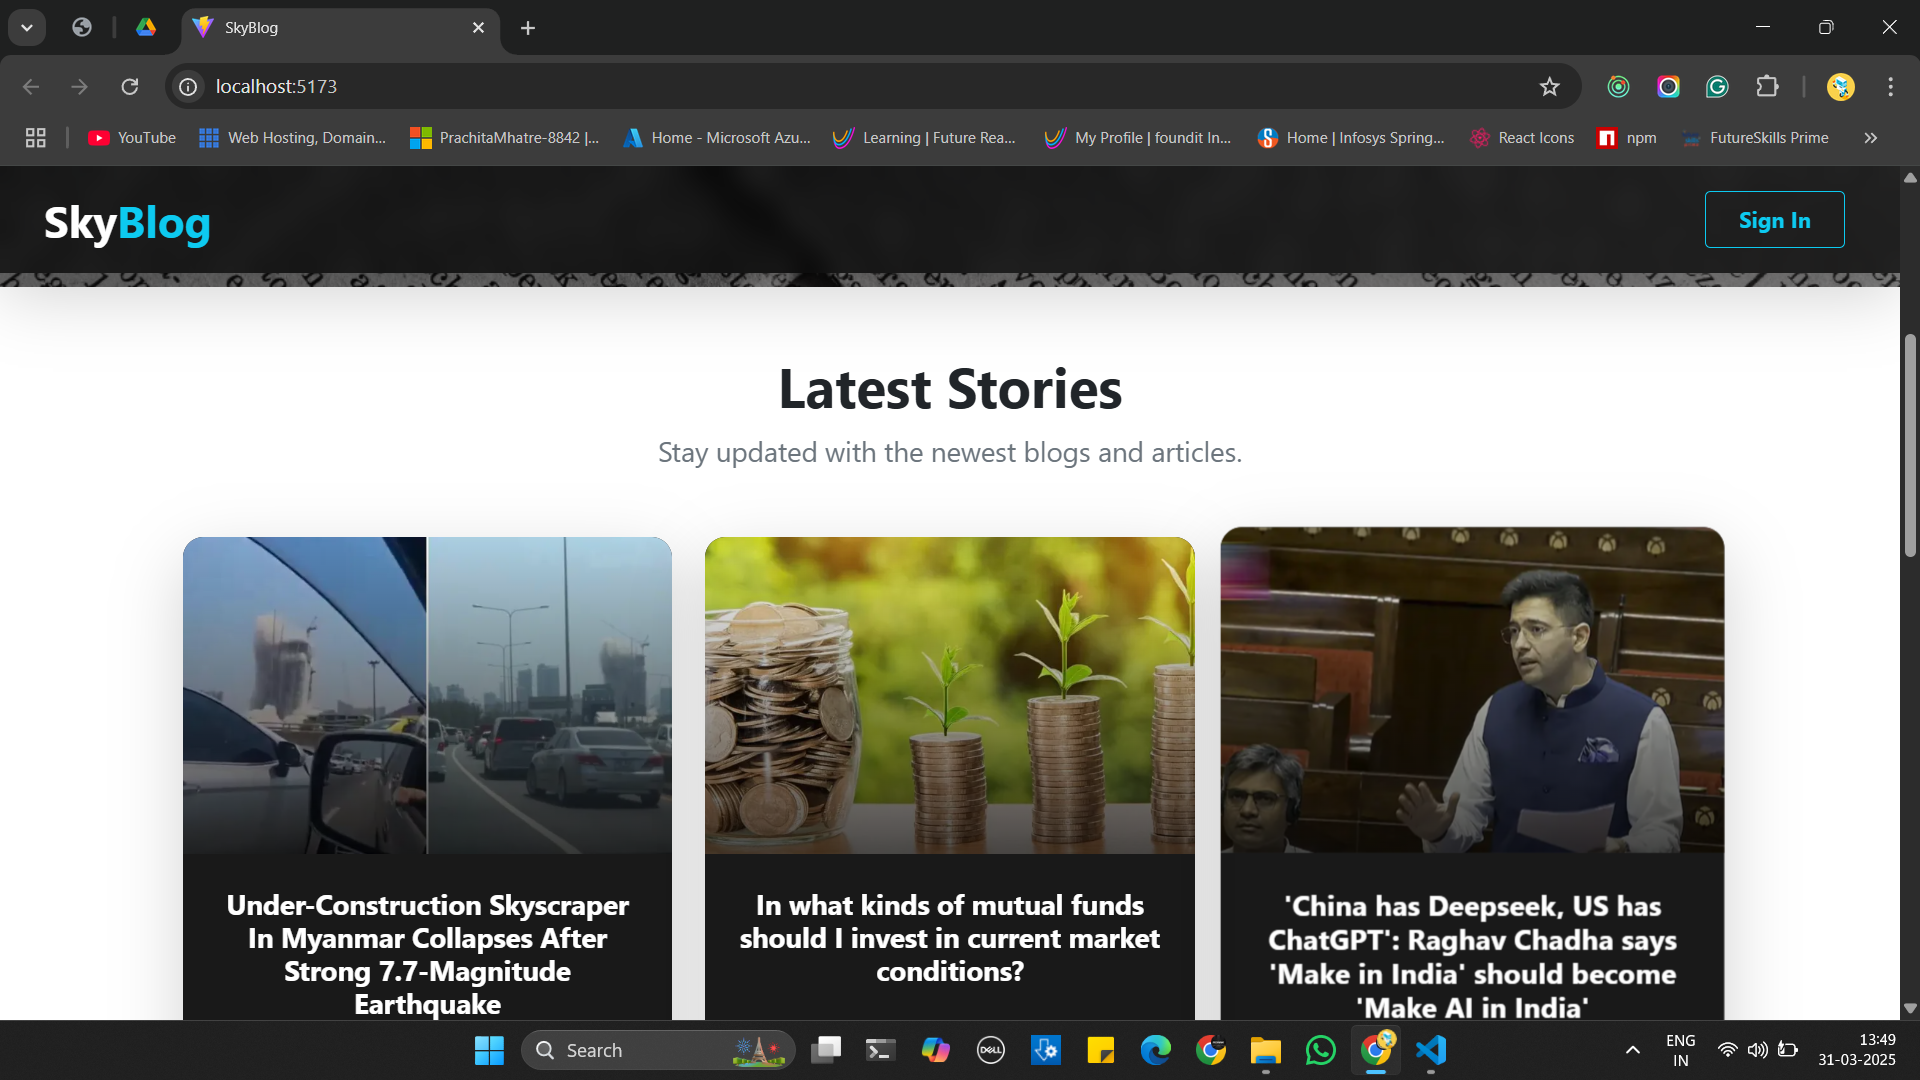 SkyBlog
localhost:5173
YouTube
Web Hosting, Domain...
PrachitaMhatre-8842 |...
Home - Microsoft Azu...
Learning | Future Rea...
My Profile | foundit In...
Home | Infosys Spring...
React Icons
npm
FutureSkills Prime
SkyBlog
Sign In
Latest Stories
Stay updated with the newest blogs and articles.
Under-Construction Skyscraper
In Myanmar Collapses After
Strong 7.7-Magnitude
Earthquake
In what kinds of mutual funds
should I invest in current market
conditions?
'China has Deepseek, US has
ChatGPT': Raghav Chadha says
'Make in India' should become
'Make AI in India'
Search
DELL
ENG
IN
13:49
31-03-2025